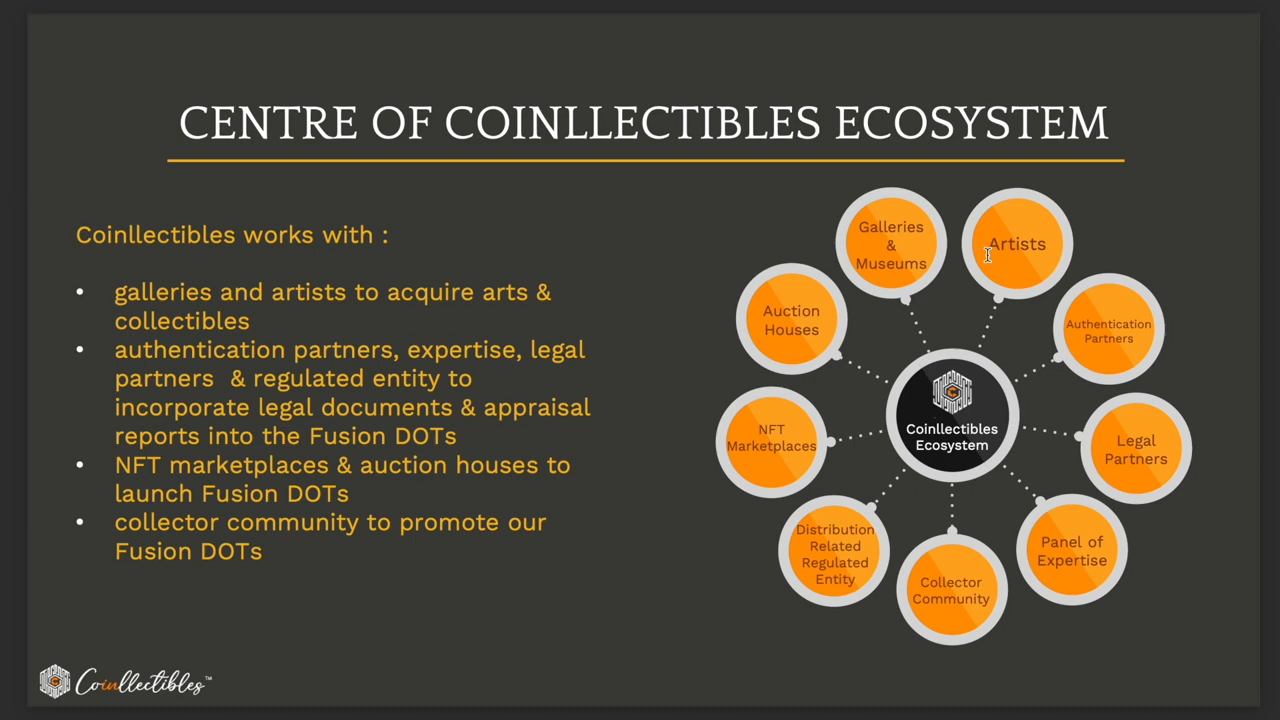 CENTRE OF COINLLECTIBLES ECOSYSTEM
Coinllectibles works with :
• galleries and artists to acquire arts &
collectibles
• authentication partners, expertise, legal
partners & regulated entity to
incorporate legal documents & appraisal
reports into the Fusion DOTs
• NFT marketplaces & auction houses to
launch Fusion DOTs
• collector community to promote our
Fusion DOTs
Galleries
&
Museums
Artists
Auction
Houses
Authentication
Partners
NFT
Marketplaces
Coinllectibles
Ecosystem
Legal
Partners
Distribution
Related
Regulated
Entity
Collector
Community
Panel of
Expertise
Coinllectibles™